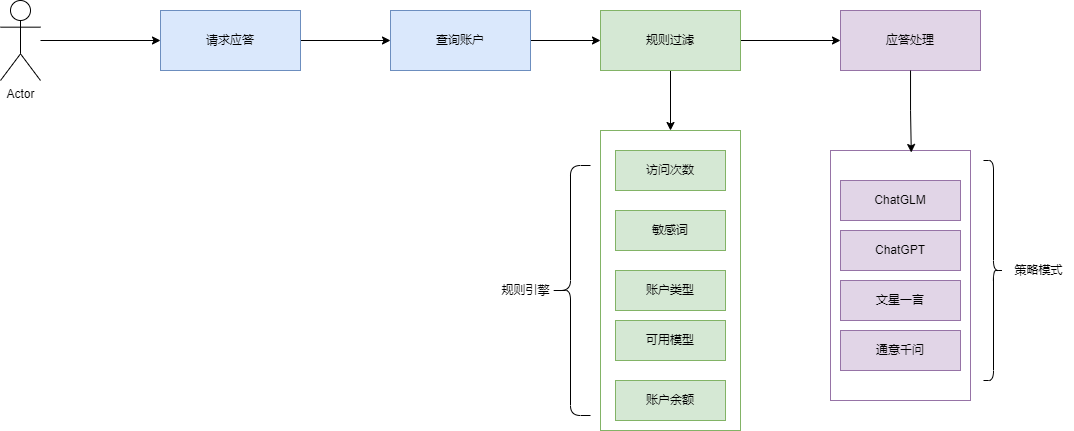 请求应答
查询账户
规则过滤
应答处理
Actor
访问次数
敏感词
规则引擎
账户类型
可用模型
账户余额
ChatGLM
ChatGPT
文星一言
通意千问
策略模式